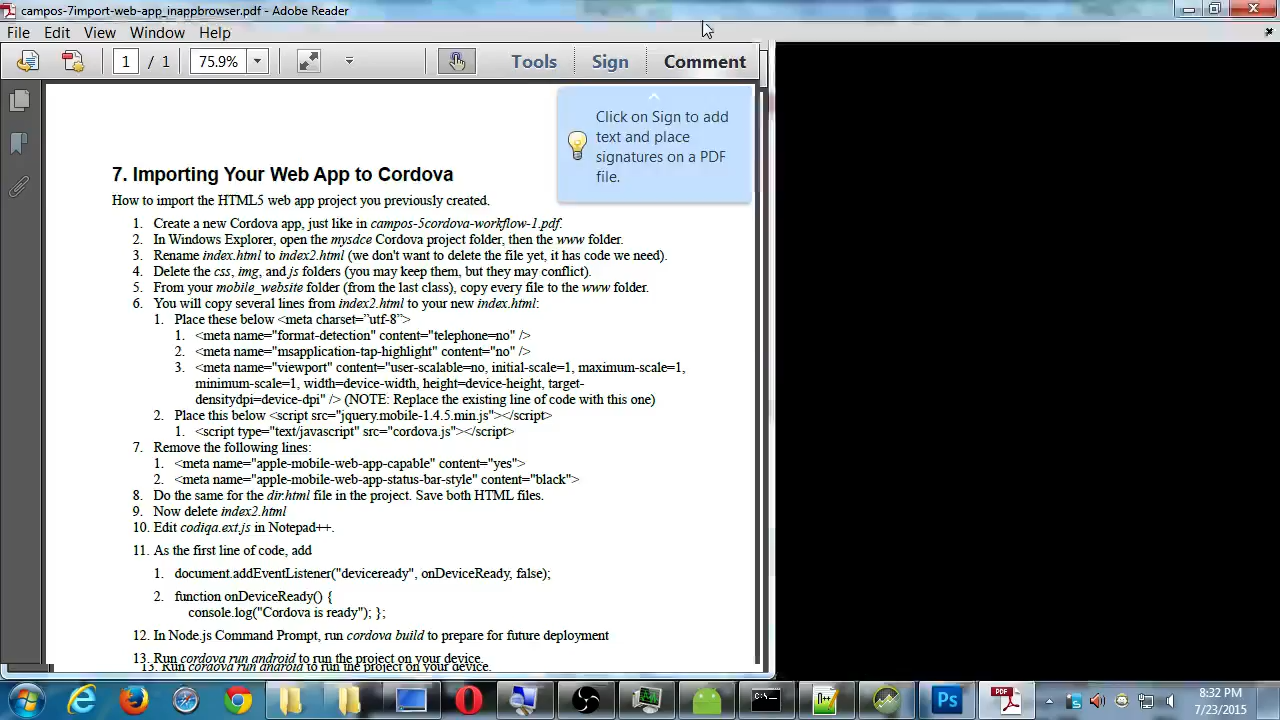 campos-7import-web-app_inappbrowser.pdf - Adobe Reader
File Edit View Window Help
1 / 1 75.9% Tools Sign Comment
Click on Sign to add
text and place
signatures on a PDF
file.
7. Importing Your Web App to Cordova
How to import the HTML5 web app project you previously created.
1. Create a new Cordova app, just like in campos-5cordova-workflow-1.pdf.
2. In Windows Explorer, open the mysdce Cordova project folder, then the www folder.
3. Rename index.html to index2.html (we don't want to delete the file yet, it has code we need).
4. Delete the css, img, and js folders (you may keep them, but they may conflict).
5. From your mobile_website folder (from the last class), copy every file to the www folder.
6. You will copy several lines from index2.html to your new index.html:
1. Place these below <meta charset="utf-8">
1. <meta name="format-detection" content="telephone=no" />
2. <meta name="msapplication-tap-highlight" content="no" />
3. <meta name="viewport" content="user-scalable=no, initial-scale=1, maximum-scale=1,
minimum-scale=1, width=device-width, height=device-height, target-
densitydpi=device-dpi" /> (NOTE: Replace the existing line of code with this one)
2. Place this below <script src="jquery.mobile-1.4.5.min.js"></script>
1. <script type="text/javascript" src="cordova.js"></script>
7. Remove the following lines:
1. <meta name="apple-mobile-web-app-capable" content="yes">
2. <meta name="apple-mobile-web-app-status-bar-style" content="black">
8. Do the same for the dir.html file in the project. Save both HTML files.
9. Now delete index2.html
10. Edit codiqa.ext.js in Notepad++.
11. As the first line of code, add
1. document.addEventListener("deviceready", onDeviceReady, false);
2. function onDeviceReady() {
console.log("Cordova is ready"); };
12. In Node.js Command Prompt, run cordova build to prepare for future deployment
13. Run cordova run android to run the project on your device.
13. Run cordova run android to run the project on your device.
8:32 PM
7/23/2015